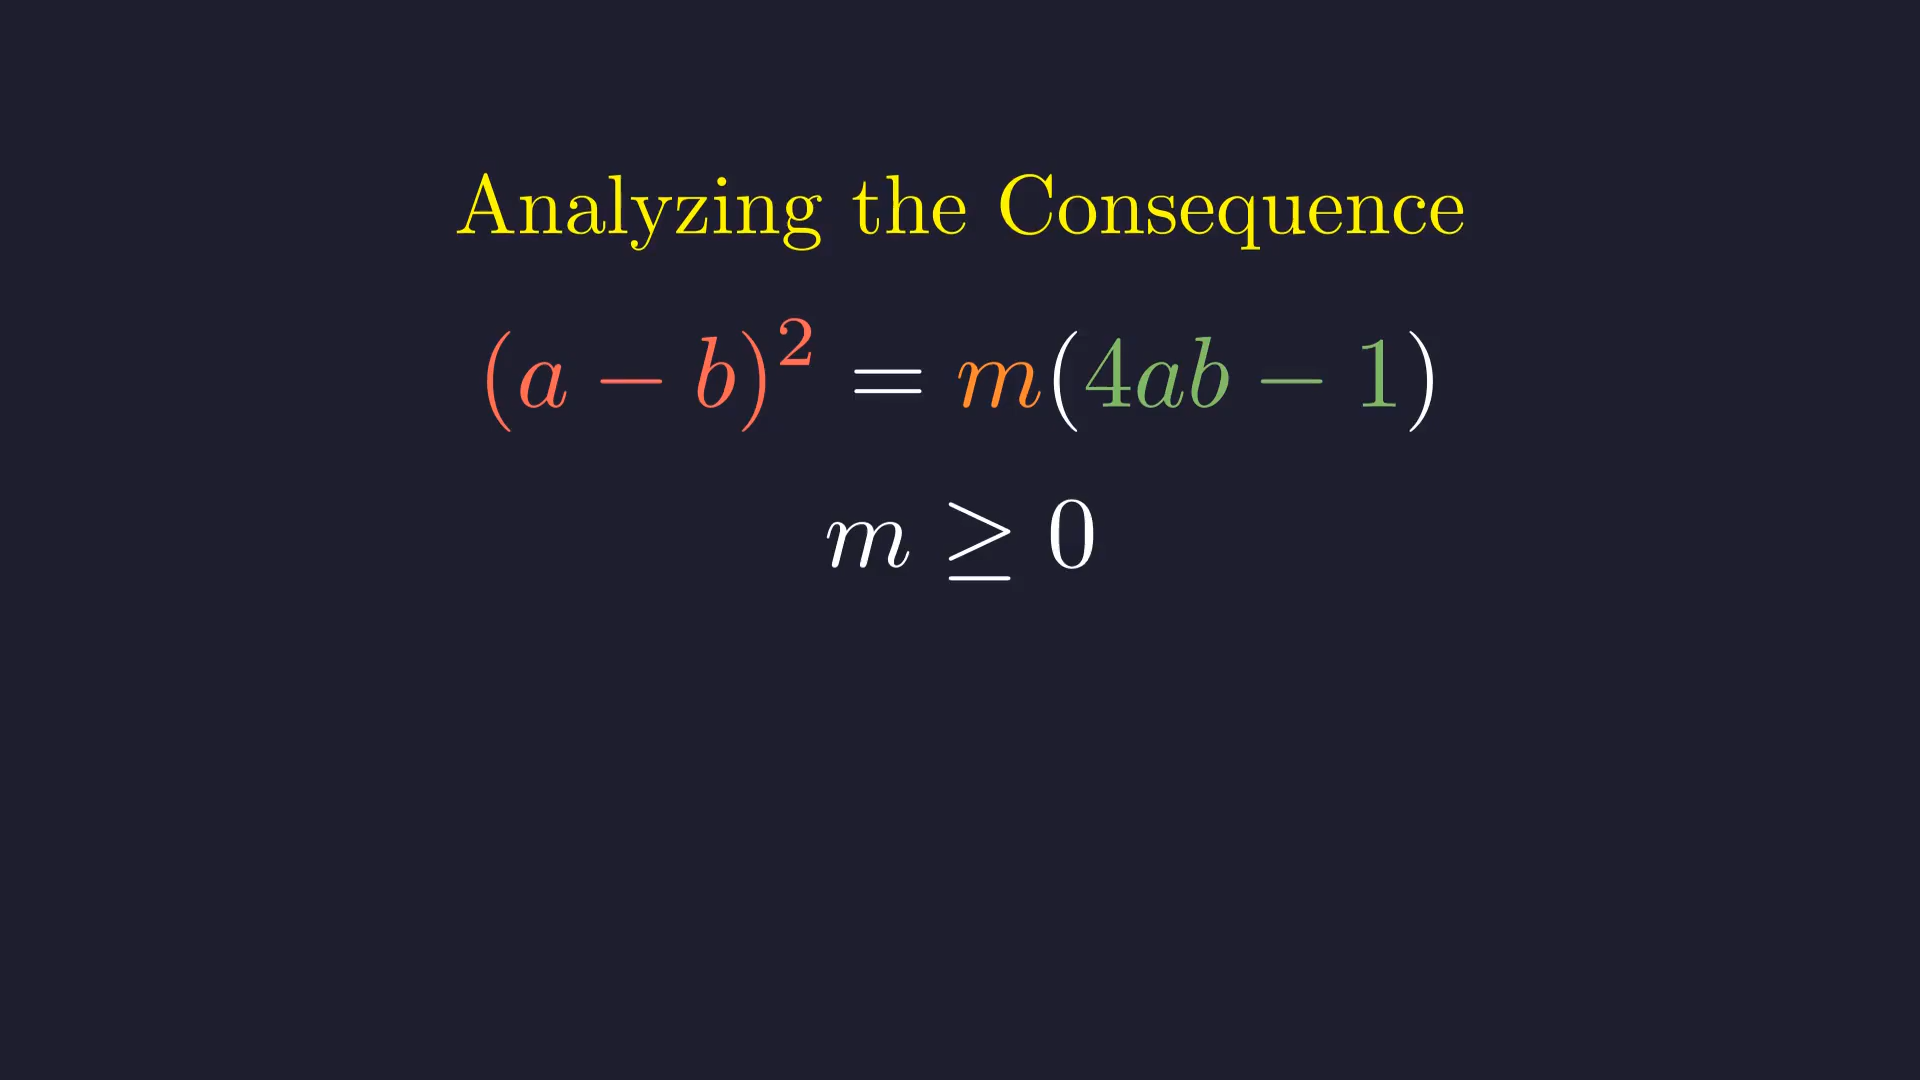 Analyzing the Consequence
(a − b)² = m(4ab − 1)
m ≥ 0